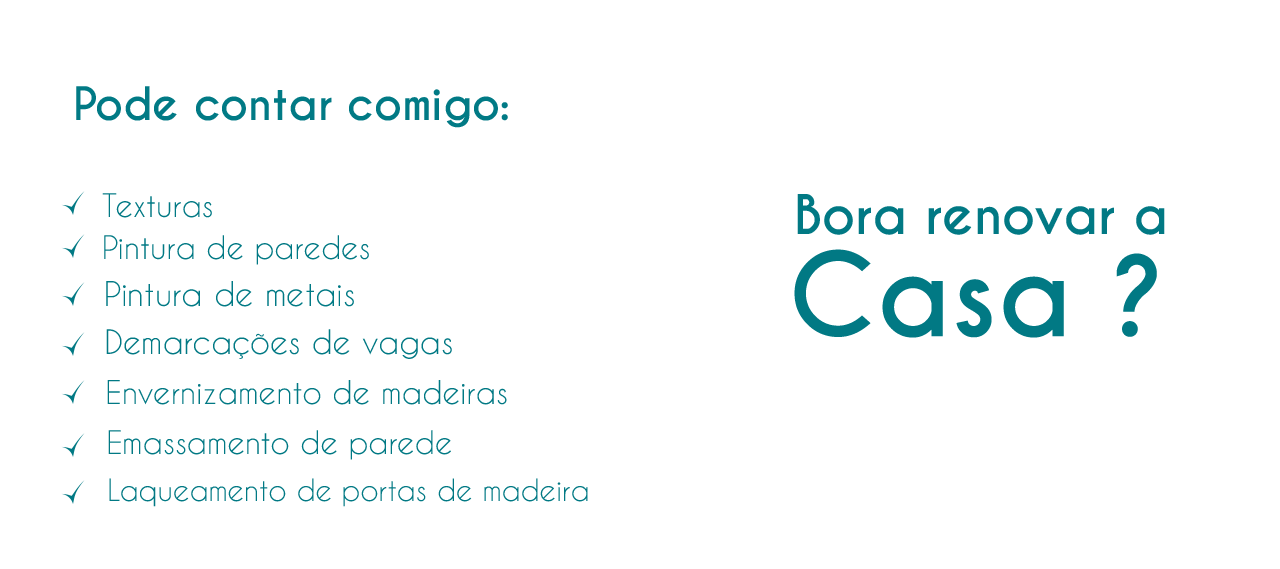 Pode contar comigo:
Texturas
Pintura de paredes
Pintura de metais
Demarcações de vagas
Envernizamento de madeiras
Emassamento de parede
Laqueamento de portas de madeira
Bora renovar a
Casa ?